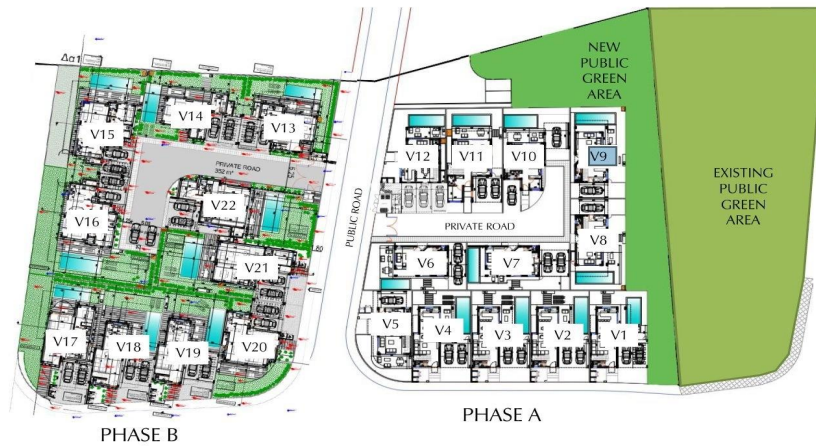 Δα1
NEW
PUBLIC
GREEN
AREA
EXISTING
PUBLIC
GREEN
AREA
V15
V14
V13
V12
V11
V10
V9
PRIVATE ROAD
352 m²
V16
V22
PUBLIC ROAD
PRIVATE ROAD
V8
V21
V6
V7
V17
V18
V19
V20
V5
V4
V3
V2
V1
PHASE B
PHASE A